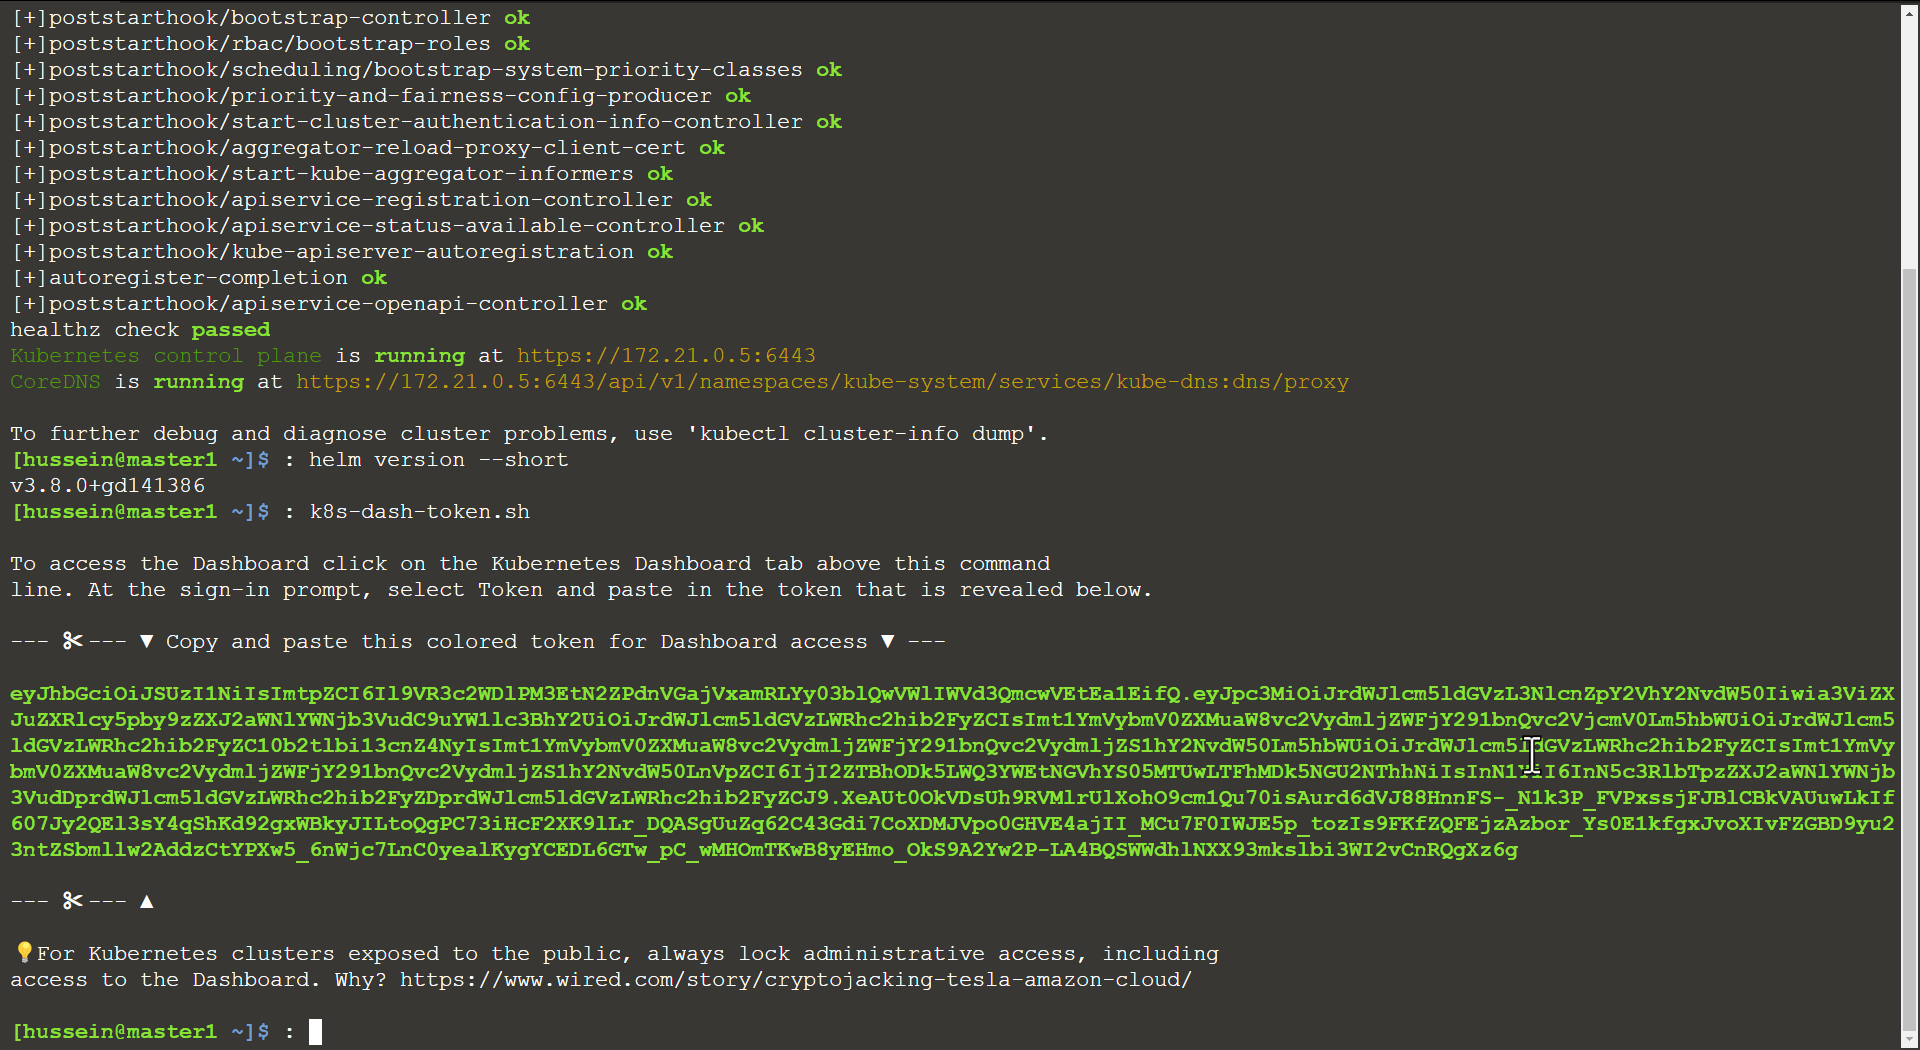 [+]poststarthook/bootstrap-controller ok
[+]poststarthook/rbac/bootstrap-roles ok
[+]poststarthook/scheduling/bootstrap-system-priority-classes ok
[+]poststarthook/priority-and-fairness-config-producer ok
[+]poststarthook/start-cluster-authentication-info-controller ok
[+]poststarthook/aggregator-reload-proxy-client-cert ok
[+]poststarthook/start-kube-aggregator-informers ok
[+]poststarthook/apiservice-registration-controller ok
[+]poststarthook/apiservice-status-available-controller ok
[+]poststarthook/kube-apiserver-autoregistration ok
[+]autoregister-completion ok
[+]poststarthook/apiservice-openapi-controller ok
healthz check passed
Kubernetes control plane is running at https://172.21.0.5:6443
CoreDNS is running at https://172.21.0.5:6443/api/v1/namespaces/kube-system/services/kube-dns:dns/proxy
To further debug and diagnose cluster problems, use 'kubectl cluster-info dump'.
[hussein@master1 ~]$ : helm version --short
v3.8.0+gd141386
[hussein@master1 ~]$ : k8s-dash-token.sh
To access the Dashboard click on the Kubernetes Dashboard tab above this command
line. At the sign-in prompt, select Token and paste in the token that is revealed below.
--- ✂--- ▼ Copy and paste this colored token for Dashboard access ▼ ---
eyJhbGciOiJSUzI1NiIsImtpZCI6Il9VR3c2WDlPM3EtN2ZPdnVGajVxamRLYy03blQwVWlIWVd3QmcwVEtEa1EifQ.eyJpc3MiOiJrdWJlcm5ldGVzL3NlcnZpY2VhY2NvdW50Iiwia3ViZX
JuZXRlcy5pby9zZXJ2aWNlYWNjb3VudC9uYW1lc3BhY2UiOiJrdWJlcm5ldGVzLWRhc2hib2FyZCIsImt1YmVybmV0ZXMuaW8vc2VydmljZWFjY291bnQvc2VjcmV0Lm5hbWUiOiJrdWJlcm5
ldGVzLWRhc2hib2FyZC10b2tlbi13cnZ4NyIsImt1YmVybmV0ZXMuaW8vc2VydmljZWFjY291bnQvc2VydmljZS1hY2NvdW50Lm5hbWUiOiJrdWJlcm5ldGVzLWRhc2hib2FyZCIsImt1YmVy
bmV0ZXMuaW8vc2VydmljZWFjY291bnQvc2VydmljZS1hY2NvdW50LnVpZCI6IjI2ZTBhODk5LWQ3YWEtNGVhYS05MTUwLTFhMDk5NGU2NThhNiIsInN1YiI6InN5c3RlbTpzZXJ2aWNlYWNjb
3VudDprdWJlcm5ldGVzLWRhc2hib2FyZDprdWJlcm5ldGVzLWRhc2hib2FyZCJ9.XeAUt0OkVDsUh9RVMlrUlXohO9cm1Qu70isAurd6dVJ88HnnFS-_N1k3P_FVPxssjFJBlCBkVAUuwLkIf
607Jy2QEl3sY4qShKd92gxWBkyJILtoQgPC73iHcF2XK9lLr_DQASgUuZq62C43Gdi7CoXDMJVpo0GHVE4ajII_MCu7F0IWJE5p_tozIs9FKfZQFEjzAzbor_Ys0E1kfgxJvoXIvFZGBD9yu2
3ntZSbmllw2AddzCtYPXw5_6nWjc7LnC0yealKygYCEDL6GTw_pC_wMHOmTKwB8yEHmo_OkS9A2Yw2P-LA4BQSWWdhlNXX93mkslbi3WI2vCnRQgXz6g
--- ✂--- ▲
💡For Kubernetes clusters exposed to the public, always lock administrative access, including
access to the Dashboard. Why? https://www.wired.com/story/cryptojacking-tesla-amazon-cloud/
[hussein@master1 ~]$ :